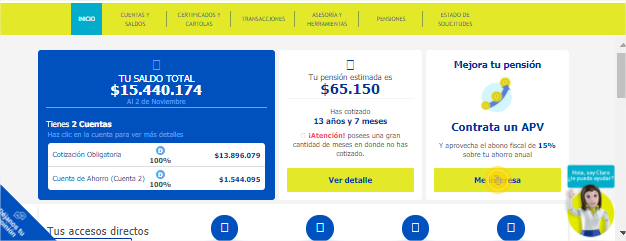 INICIO
CUENTAS Y
SALDOS
CERTIFICADOS Y
CARTOLAS
TRANSACCIONES
ASESORÍA Y
HERRAMIENTAS
PENSIONES
ESTADO DE
SOLICITUDES
TU SALDO TOTAL
$15.440.174
Al 2 de Noviembre
Tienes 2 Cuentas
Haz clic en la cuenta para ver más detalles
Cotización Obligatoria
100%
$13.896.079
Cuenta de Ahorro (Cuenta 2)
100%
$1.544.095
Tu pensión estimada es
$65.150
Has cotizado
13 años y 7 meses
¡Atención! posees una gran
cantidad de meses en donde no has
cotizado.
Ver detalle
Mejora tu pensión
Contrata un APV
Y aprovecha el abono fiscal de 15%
sobre tu ahorro anual
Me interesa
Hola, soy Clara
¿te puedo ayudar?
Déjanos tu
opinión
Tus accesos directos